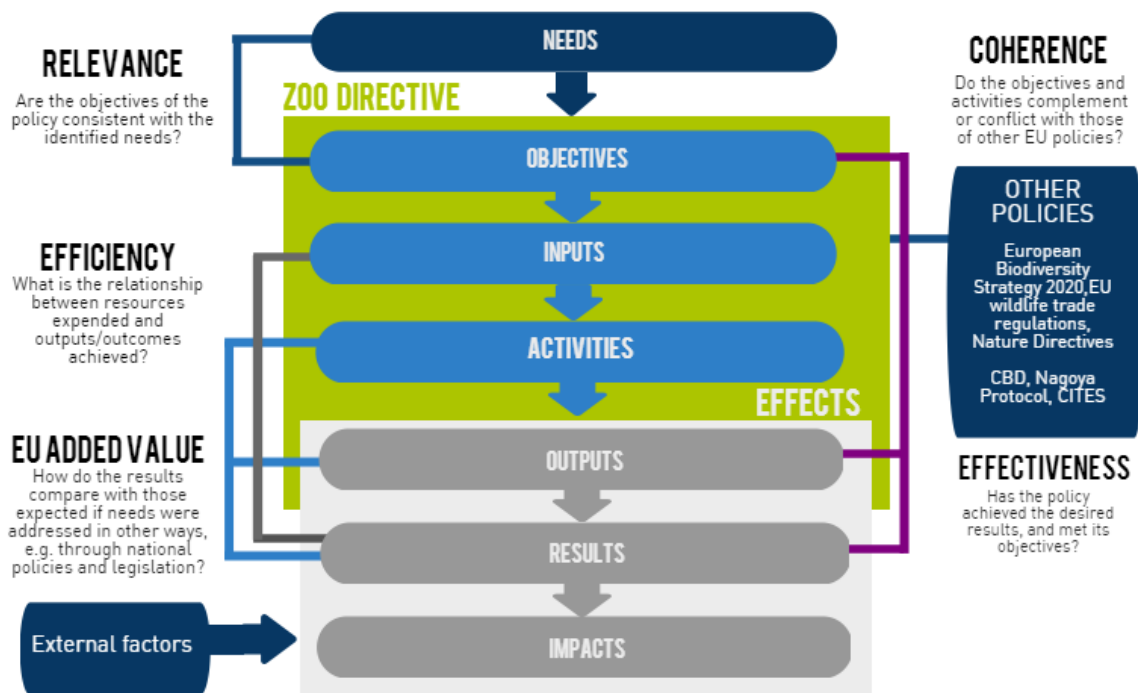 NEEDS
RELEVANCE
Are the objectives of the
policy consistent with the
identified needs?
COHERENCE
Do the objectives and
activities complement
or conflict with those
of other EU policies?
ZOO DIRECTIVE
OBJECTIVES
OTHER
POLICIES
European
Biodiversity
Strategy 2020,EU
wildlife trade
regulations,
Nature Directives
CBD, Nagoya
Protocol, CITES
INPUTS
EFFICIENCY
What is the relationship
between resources
expended and
outputs/outcomes
achieved?
ACTIVITIES
EFFECTS
EU ADDED VALUE
How do the results
compare with those
expected if needs were
addressed in other ways,
e.g. through national
policies and legislation?
OUTPUTS
EFFECTIVENESS
Has the policy
achieved the desired
results, and met its
objectives?
RESULTS
External factors
IMPACTS